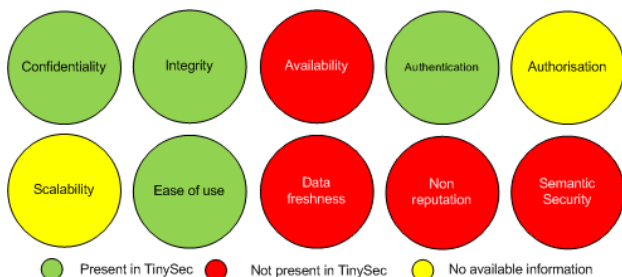 Confidentiality
Integrity
Availability
Authentication
Authorisation
Scalability
Ease of use
Data
freshness
Non
reputation
Semantic
Security
Present in TinySec
Not present in TinySec
No available information